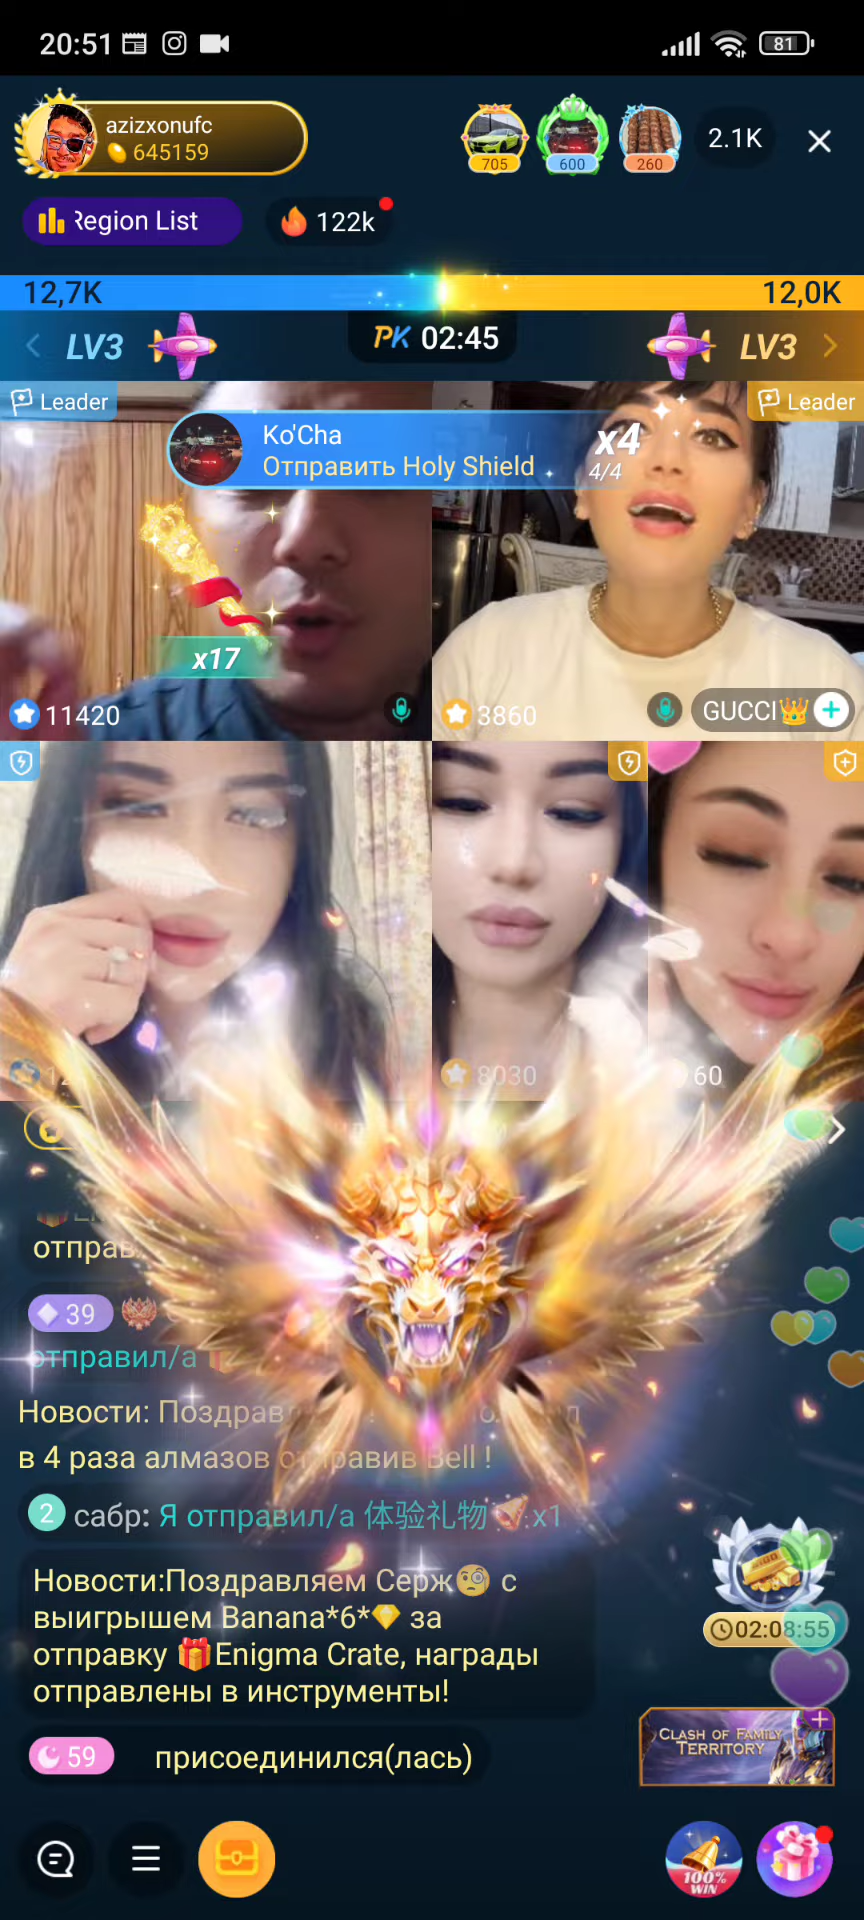 20:51
81
azizxonufc
645159
705
600
260
2.1K
Region List
122k
12,7K
12,0K
LV3
PK 02:45
LV3
Leader
Leader
Ko'Cha
Отправить Holy Shield
x4
4/4
x17
11420
3860
GUCCI
8030
60
отправ
39
отправил/а
Новости: Поздрав
в 4 раза алмазов отправив Bell !
2 сабр: Я отправил/а 体验礼物 x1
Новости:Поздравляем Серж🧐 с
выигрышем Banana*6* за
отправку 🎁Enigma Crate, награды
отправлены в инструменты!
02:08:55
59 присоединился(лась)
CLASH OF FAMILY
TERRITORY
100%
WIN